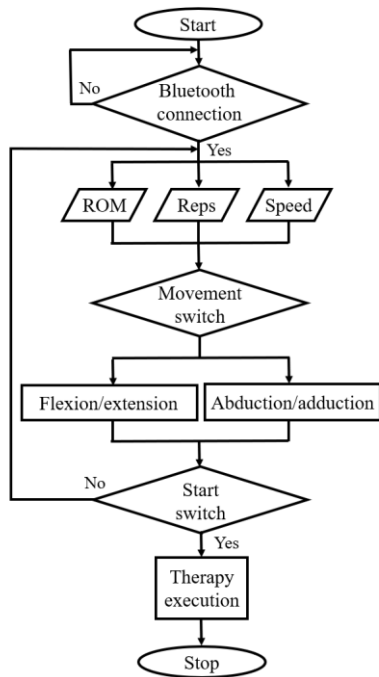 Start
No
Bluetooth
connection
Yes
ROM
Reps
Speed
Movement
switch
Flexion/extension
Abduction/adduction
No
Start
switch
Yes
Therapy
execution
Stop